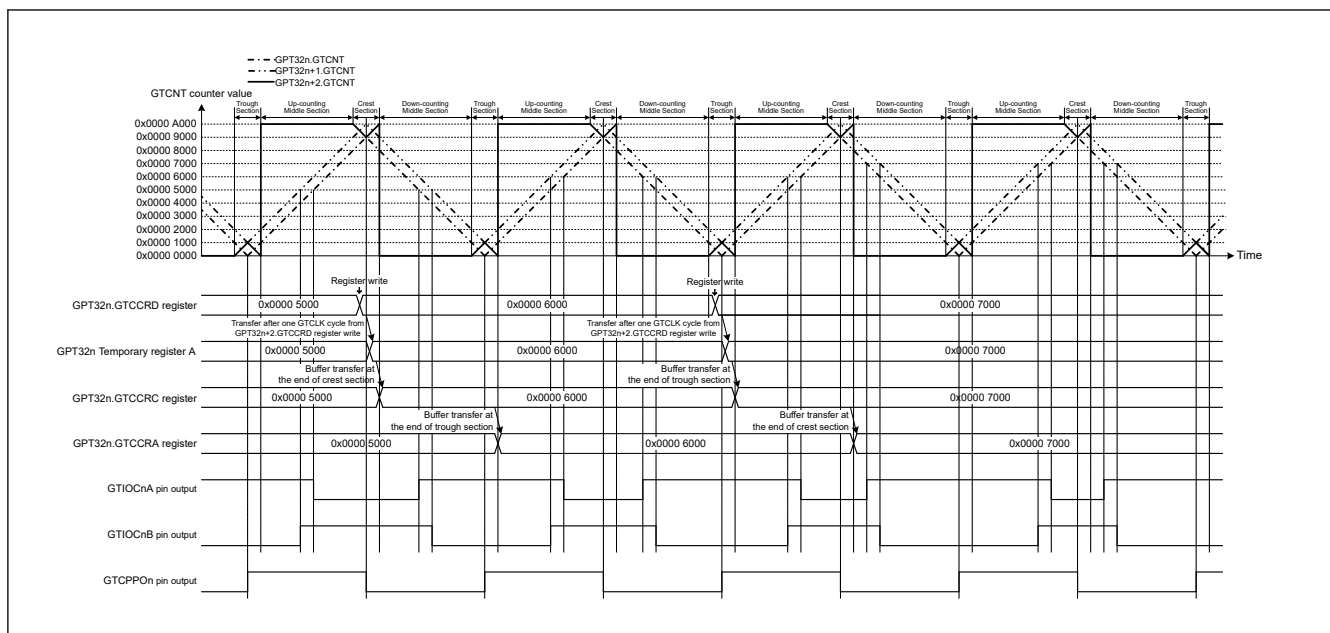 GPT32n.GTCNT
GPT32n+1.GTCNT
GPT32n+2.GTCNT
GTCNT counter value
Trough Section
Up-counting Middle Section
Crest Section
Down-counting Middle Section
Trough Section
Up-counting Middle Section
Crest Section
Down-counting Middle Section
Trough Section
Up-counting Middle Section
Crest Section
Down-counting Middle Section
Trough Section
Up-counting Middle Section
Crest Section
Down-counting Middle Section
Trough Section
0x0000 A000
0x0000 9000
0x0000 8000
0x0000 7000
0x0000 6000
0x0000 5000
0x0000 4000
0x0000 3000
0x0000 2000
0x0000 1000
0x0000 0000
Time
Register write
Register write
GPT32n.GTCCRD register
0x0000 5000
0x0000 6000
0x0000 7000
Transfer after one GTCLK cycle from
GPT32n+2.GTCCRD register write
Transfer after one GTCLK cycle from
GPT32n+2.GTCCRD register write
GPT32n Temporary register A
0x0000 5000
0x0000 6000
0x0000 7000
Buffer transfer at
the end of crest section
Buffer transfer at
the end of trough section
GPT32n.GTCCRC register
0x0000 5000
0x0000 6000
0x0000 7000
Buffer transfer at
the end of trough section
Buffer transfer at
the end of crest section
GPT32n.GTCCRA register
0x0000 5000
0x0000 6000
0x0000 7000
GTIOCnA pin output
GTIOCnB pin output
GTCPPOn pin output